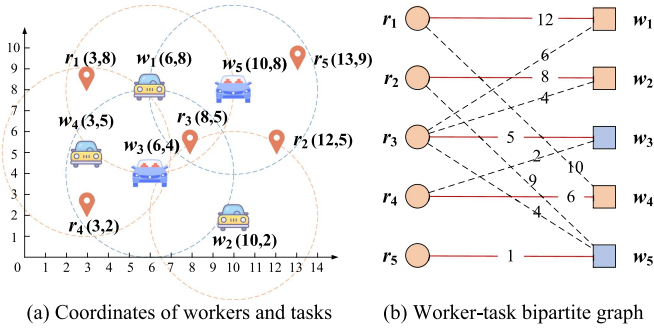 10
9
8
7
6
5
4
3
2
1
0 1 2 3 4 5 6 7 8 9 10 11 12 13 14
r1 (3,8)
w1 (6,8)
w5 (10,8)
r5 (13,9)
w4 (3,5)
r3 (8,5)
w3 (6,4)
r2 (12,5)
r4 (3,2)
w2 (10,2)
(a) Coordinates of workers and tasks
r1 12 w1
6
r2 8 w2
4
r3 5 w3
2
10
9
r4 6 w4
4
r5 1 w5
(b) Worker-task bipartite graph